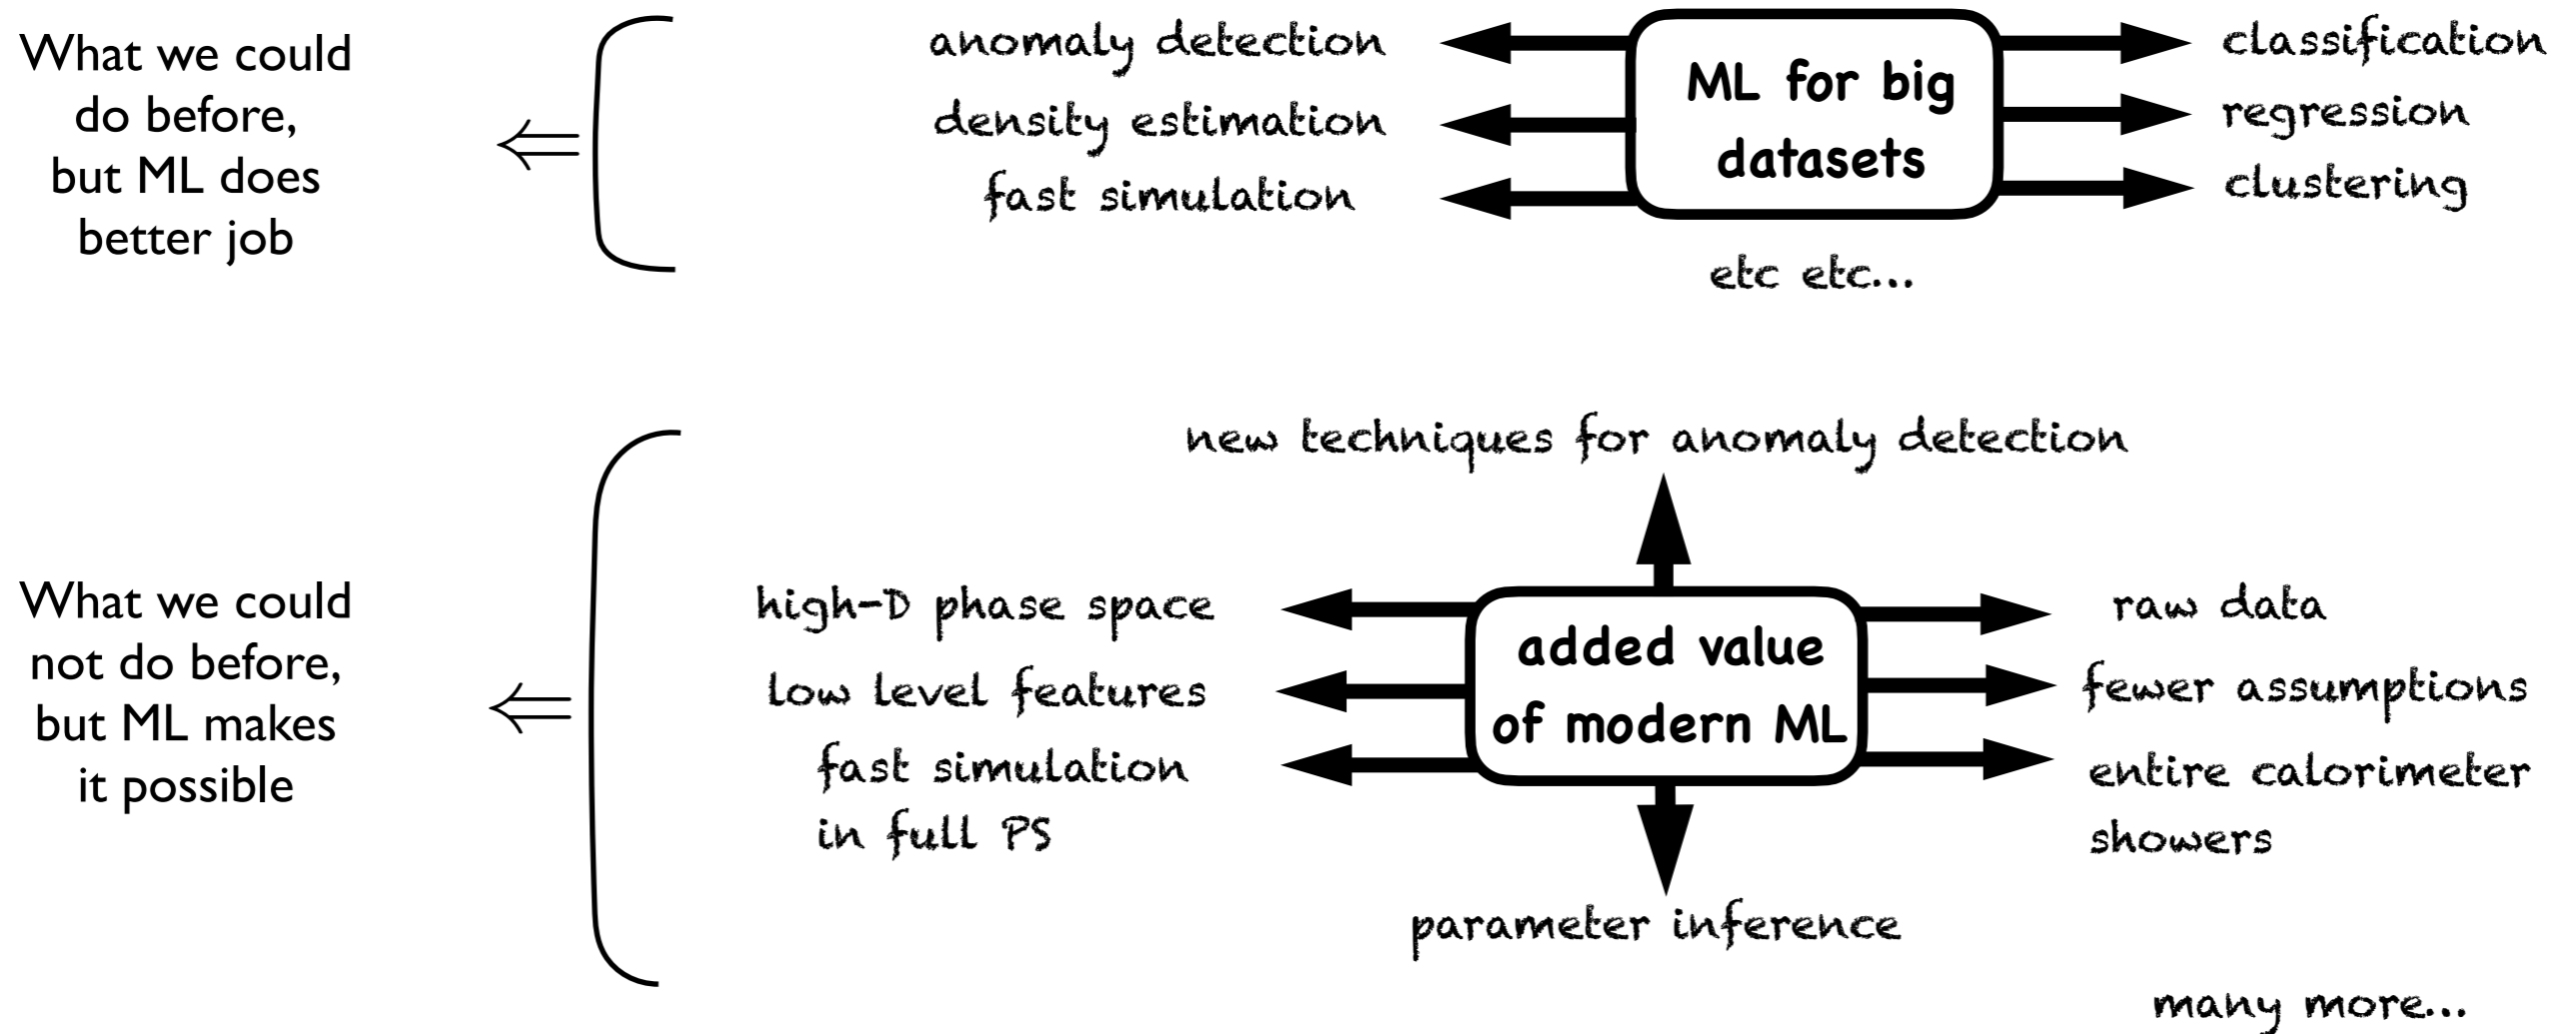 What we could
do before,
but ML does
better job
anomaly detection
density estimation
fast simulation
ML for big
datasets
classification
regression
clustering
etc etc...
What we could
not do before,
but ML makes
it possible
new techniques for anomaly detection
high-D phase space
low level features
fast simulation
in full PS
added value
of modern ML
raw data
fewer assumptions
entire calorimeter
showers
parameter inference
many more...